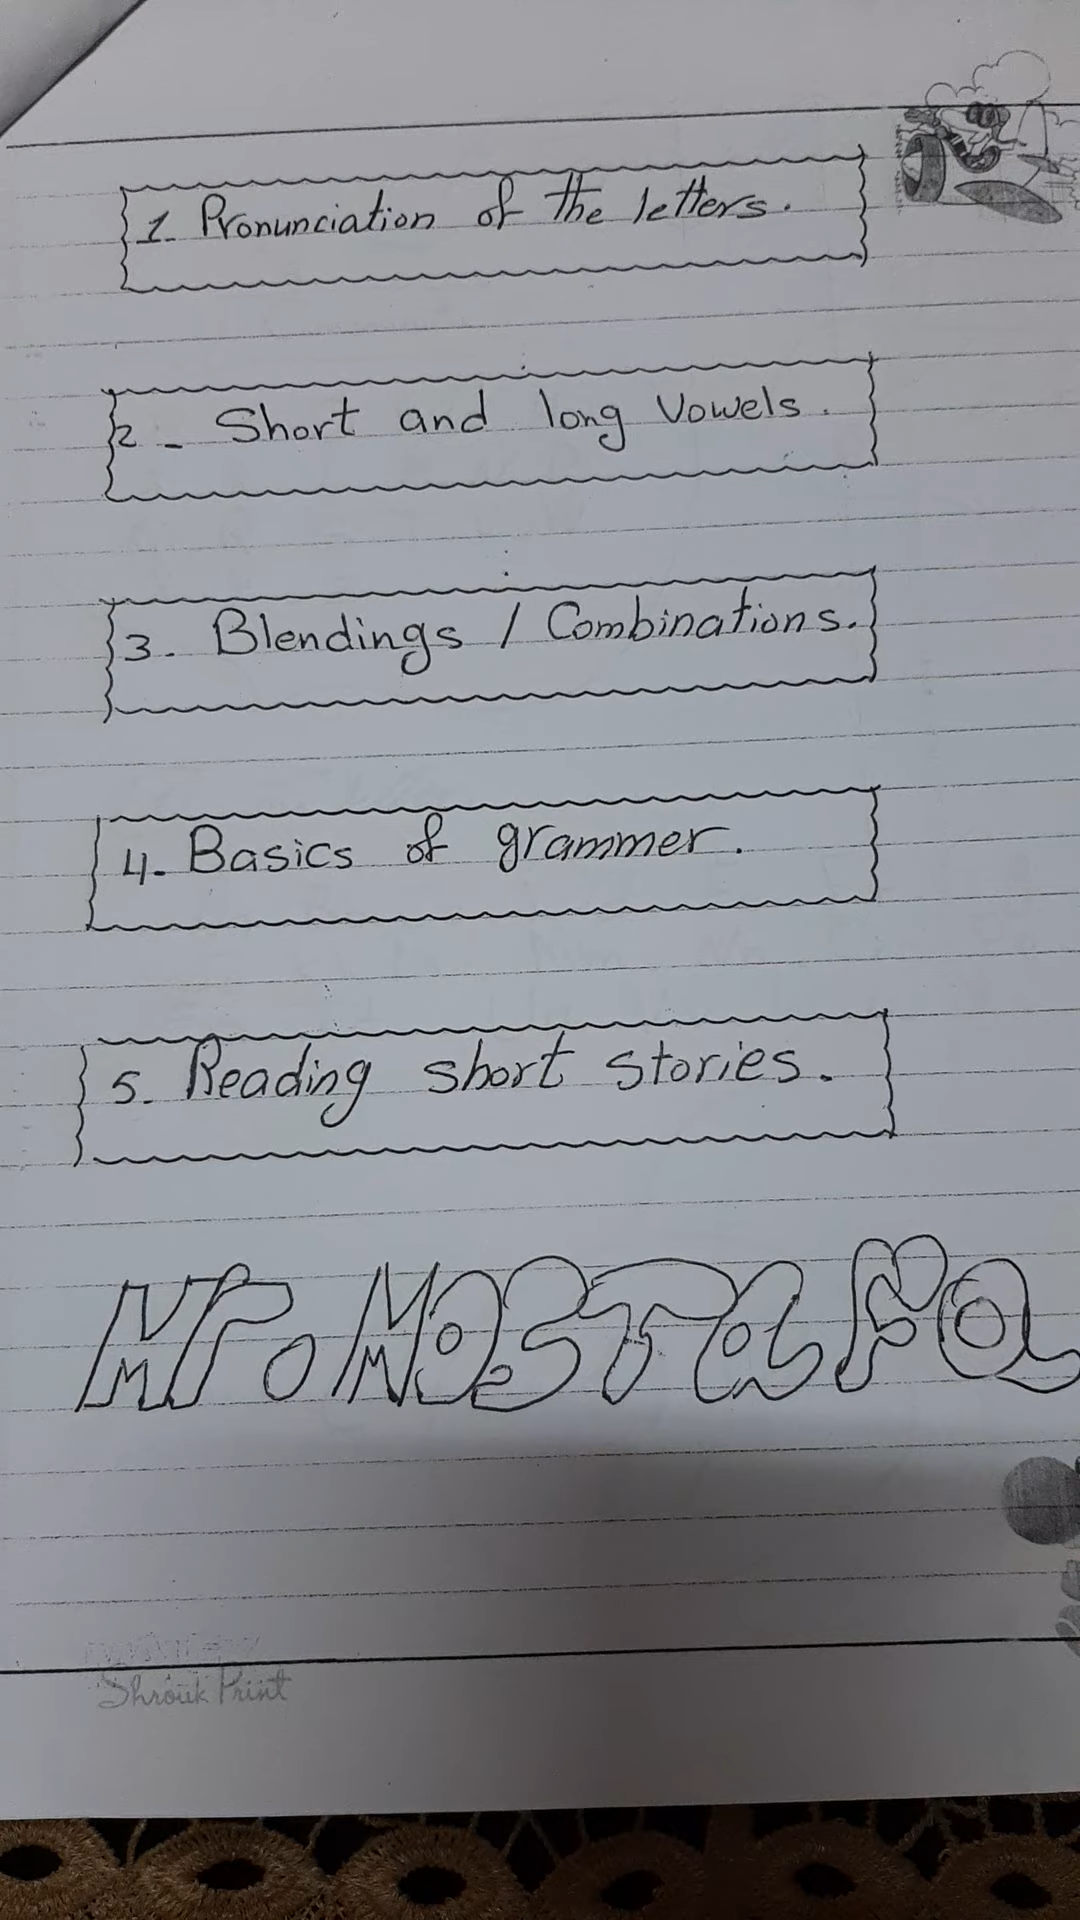 1. Pronunciation of the letters.
2 - Short and long Vowels.
3. Blendings / Combinations.
4. Basics of grammer.
5. Reading short stories.
Mr. Mostafa
Shrouk Print